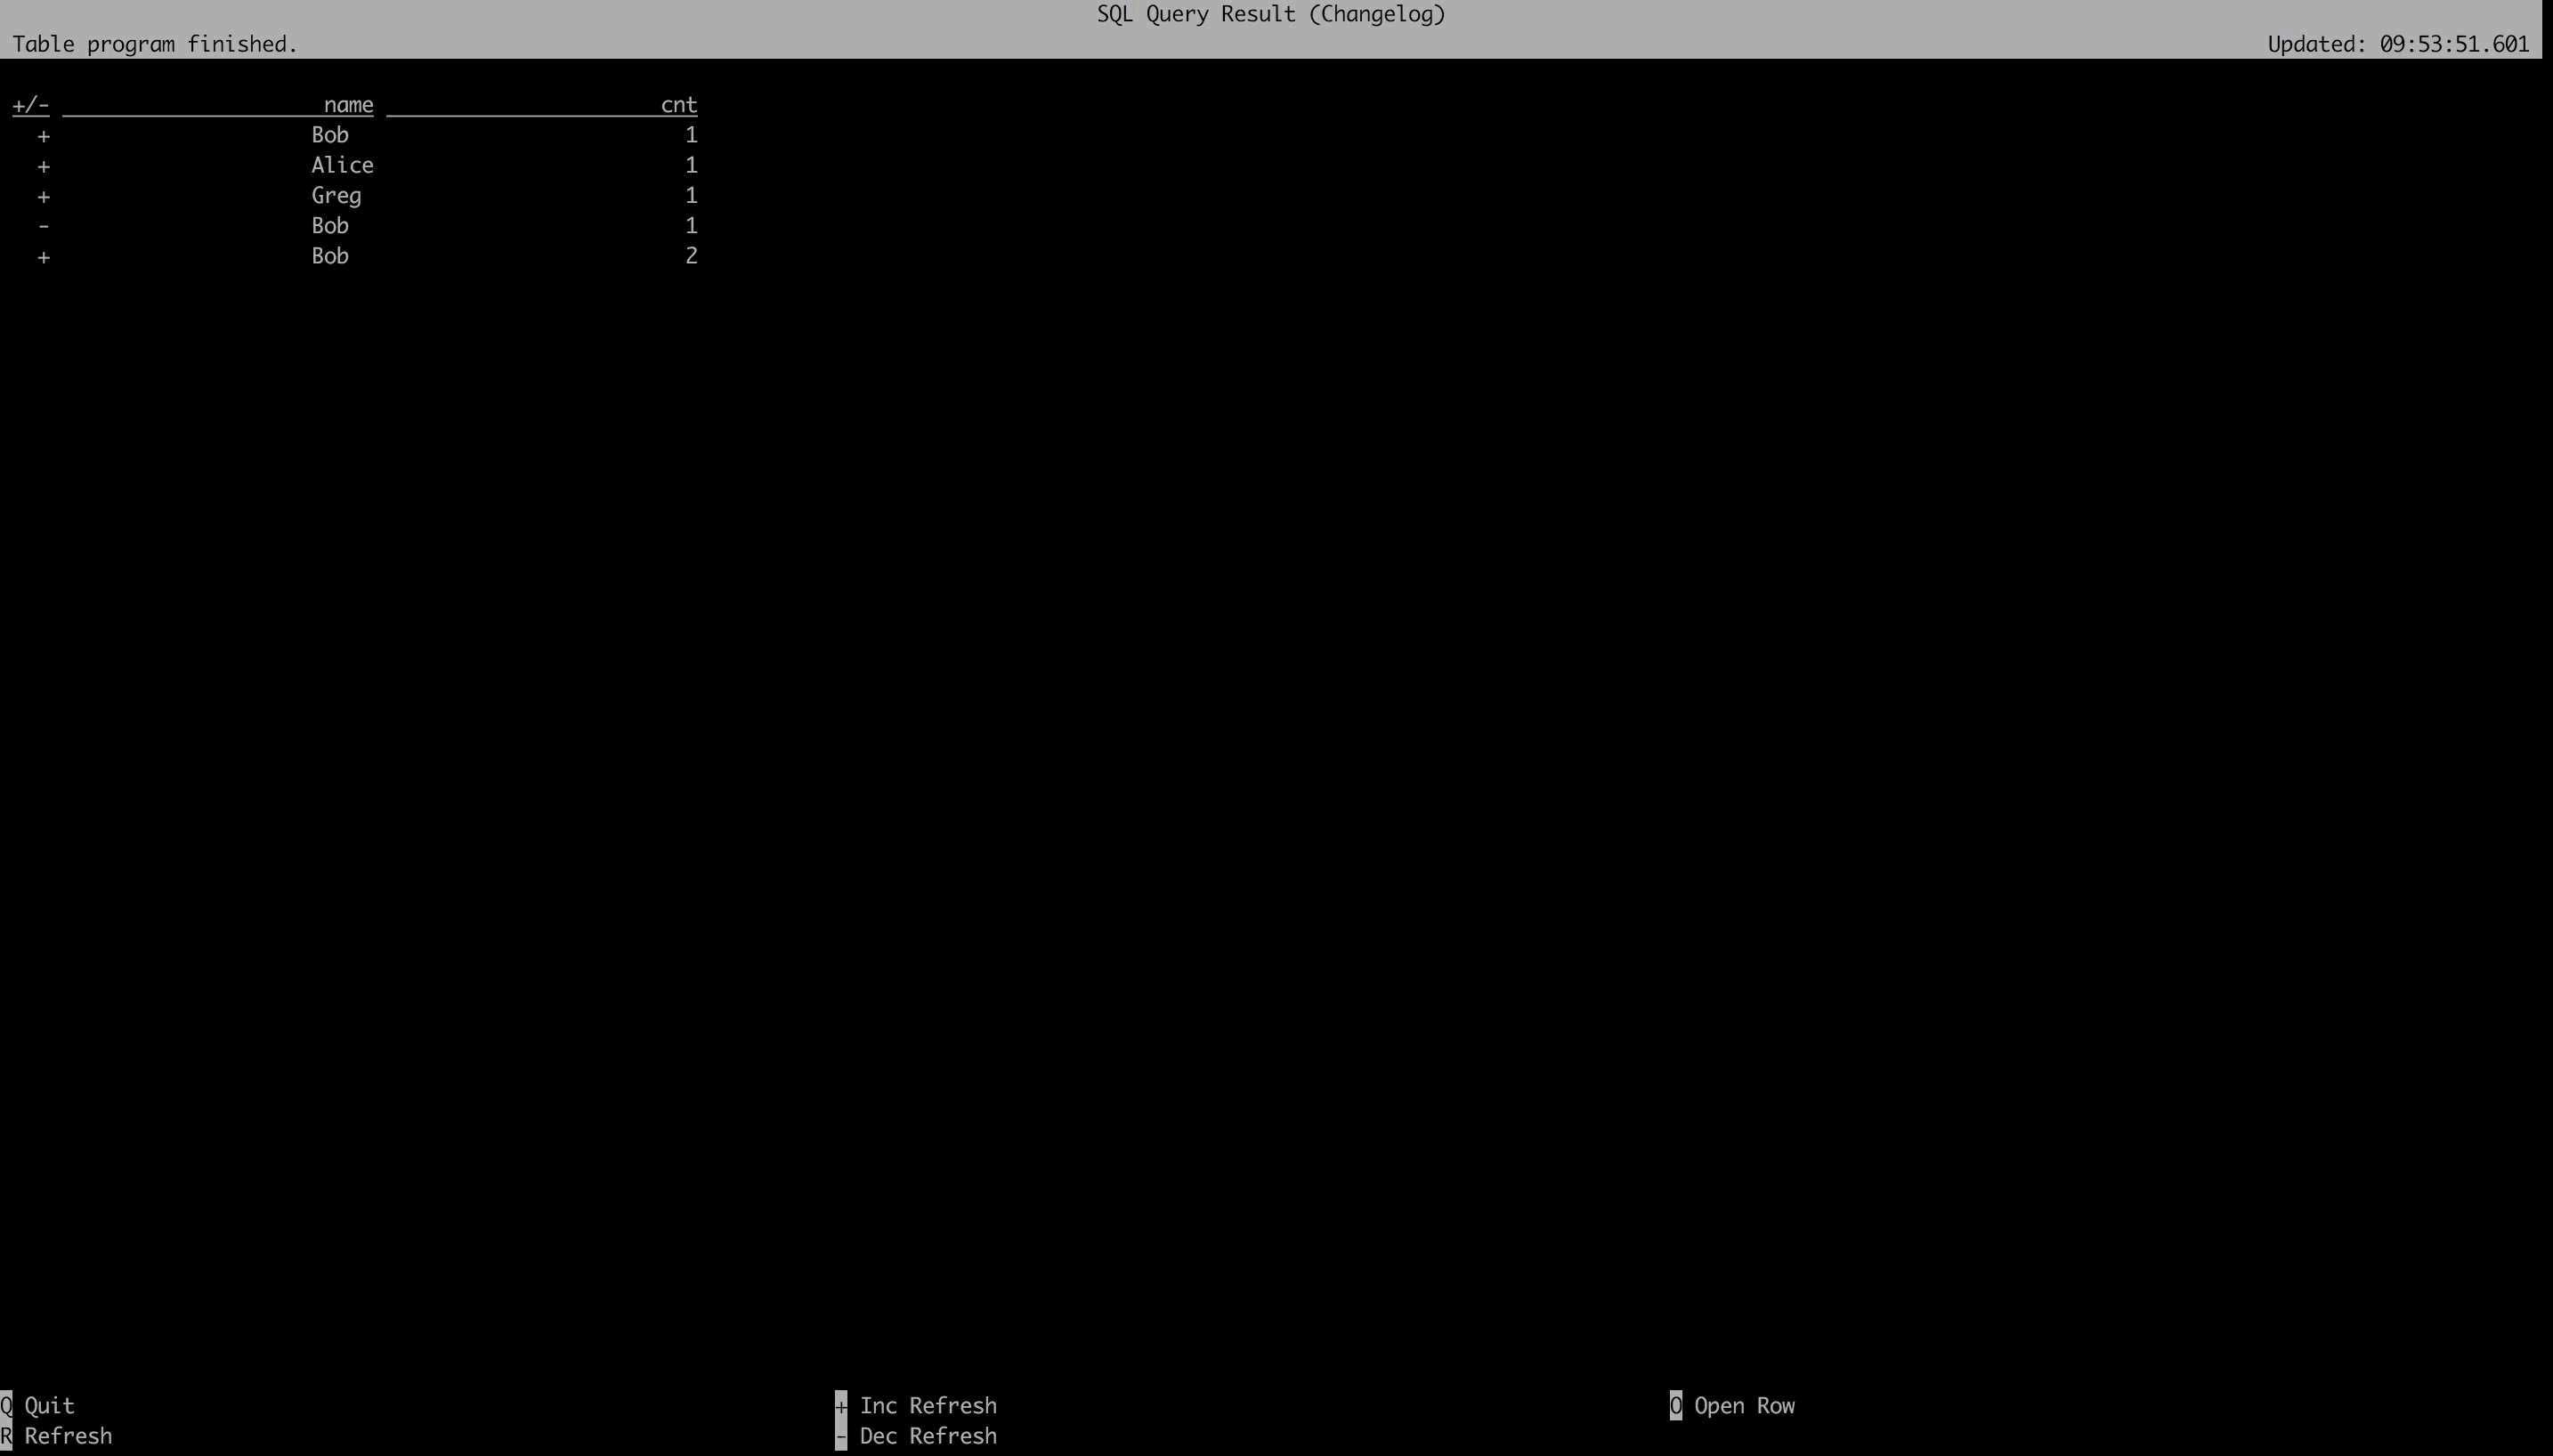 SQL Query Result (Changelog)
Table program finished. Updated: 09:53:51.601
+/- name cnt
+ Bob 1
+ Alice 1
+ Greg 1
- Bob 1
+ Bob 2
Q Quit + Inc Refresh O Open Row
R Refresh - Dec Refresh